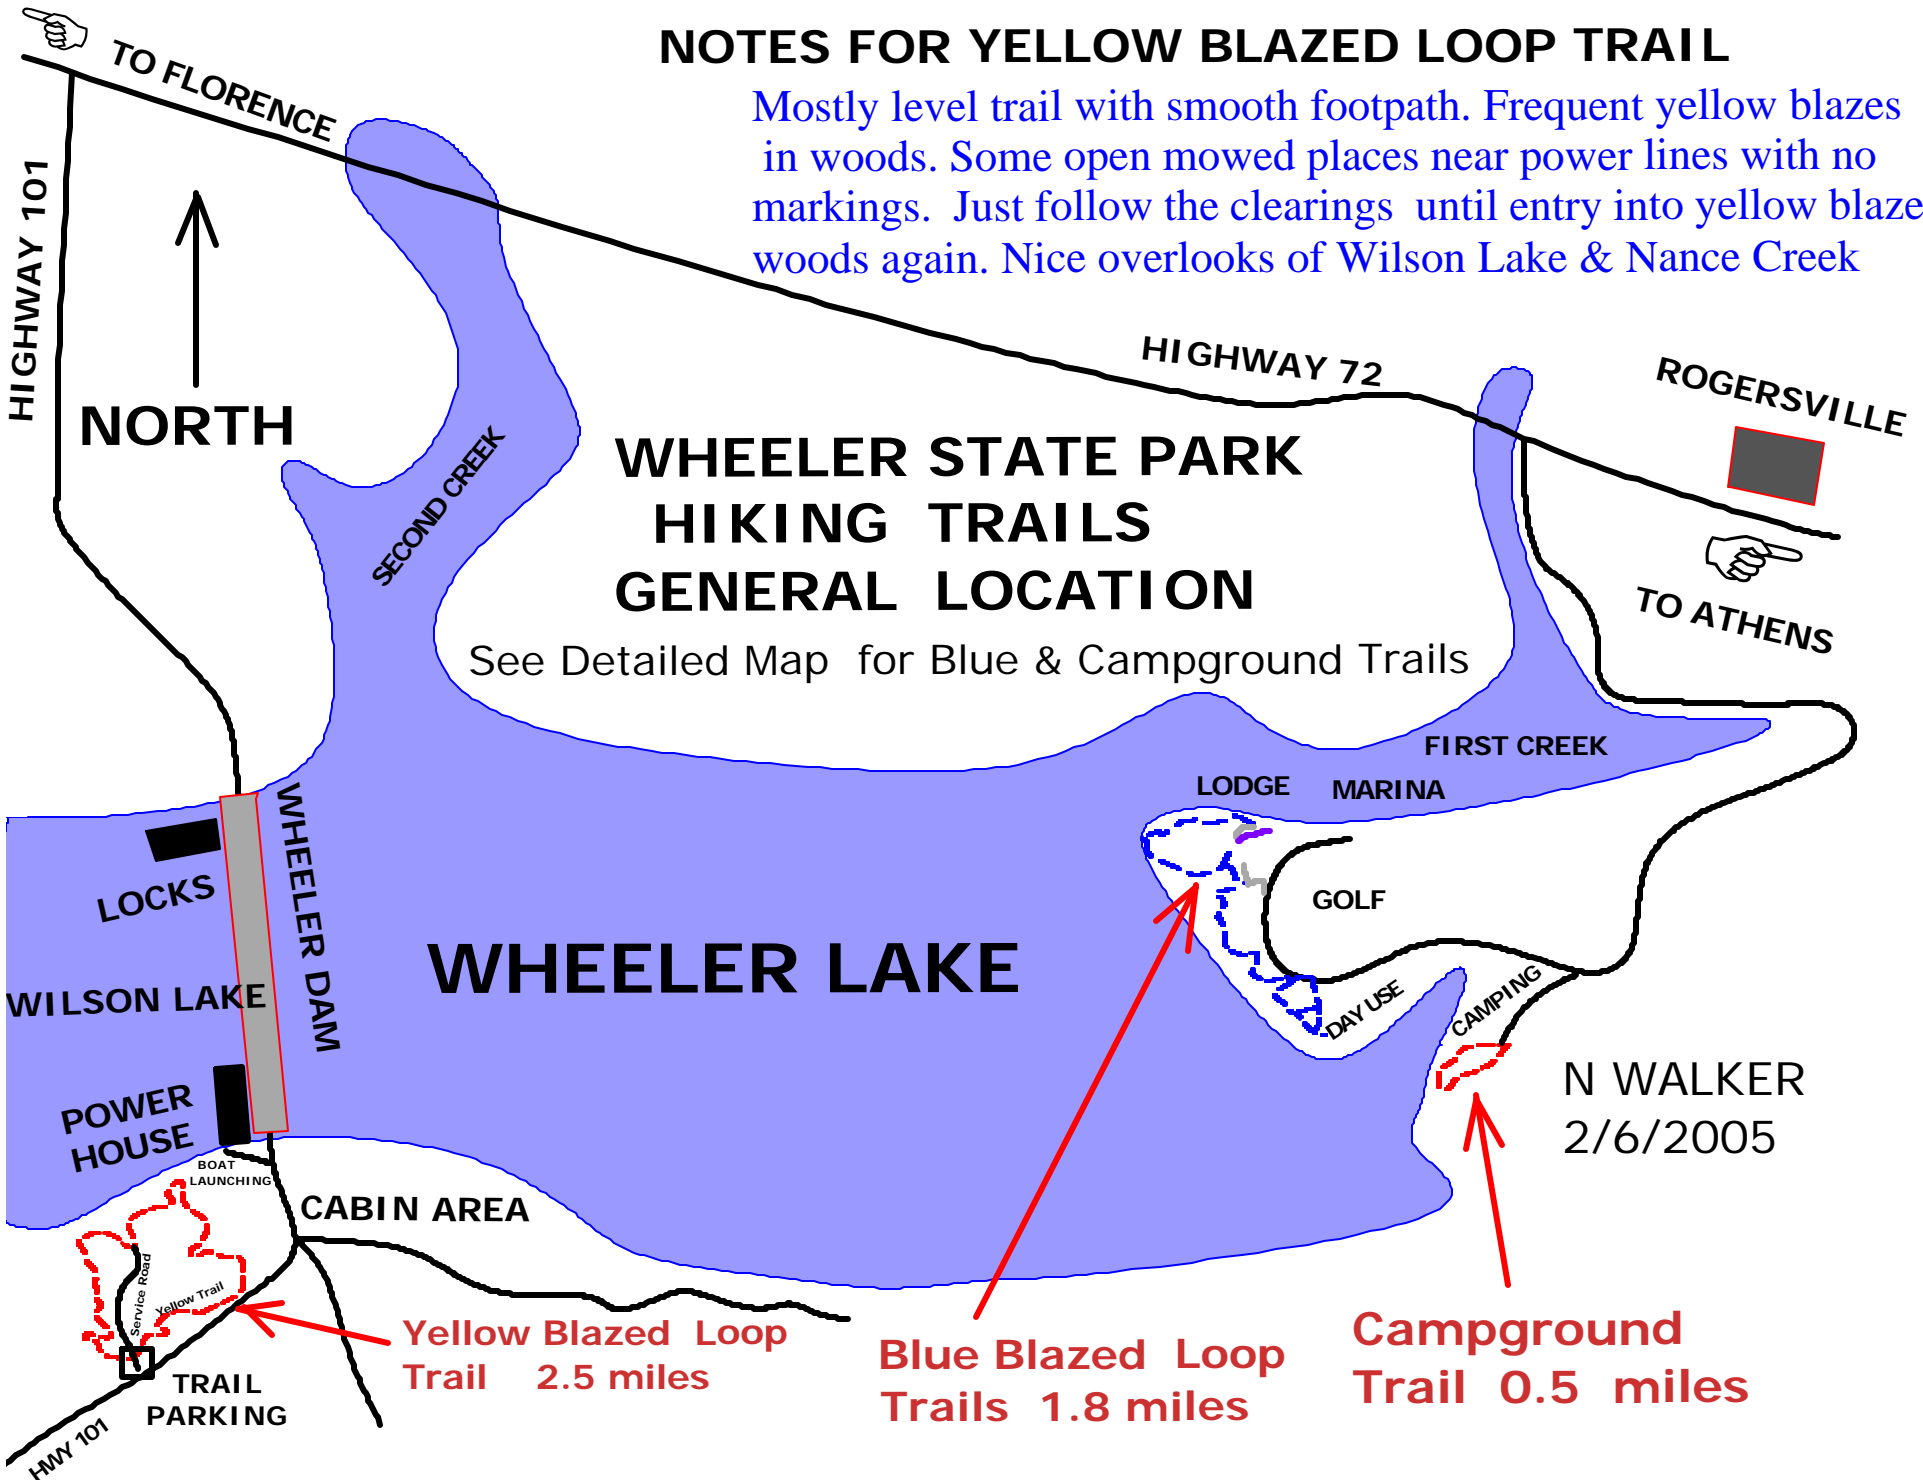 NOTES FOR YELLOW BLAZED LOOP TRAIL
Mostly level trail with smooth footpath. Frequent yellow blazes
in woods. Some open mowed places near power lines with no
markings. Just follow the clearings until entry into yellow blaze
woods again. Nice overlooks of Wilson Lake & Nance Creek
TO FLORENCE
HIGHWAY 101
NORTH
HIGHWAY 72
ROGERSVILLE
TO ATHENS
SECOND CREEK
WHEELER STATE PARK
HIKING TRAILS
GENERAL LOCATION
See Detailed Map for Blue & Campground Trails
FIRST CREEK
LODGE
MARINA
WHEELER DAM
LOCKS
GOLF
WHEELER LAKE
WILSON LAKE
DAY USE
CAMPING
POWER
HOUSE
N WALKER
2/6/2005
BOAT
LAUNCHING
CABIN AREA
Service Road
Yellow Trail
Yellow Blazed Loop
Trail 2.5 miles
Blue Blazed Loop
Trails 1.8 miles
Campground
Trail 0.5 miles
TRAIL
PARKING
HWY 101